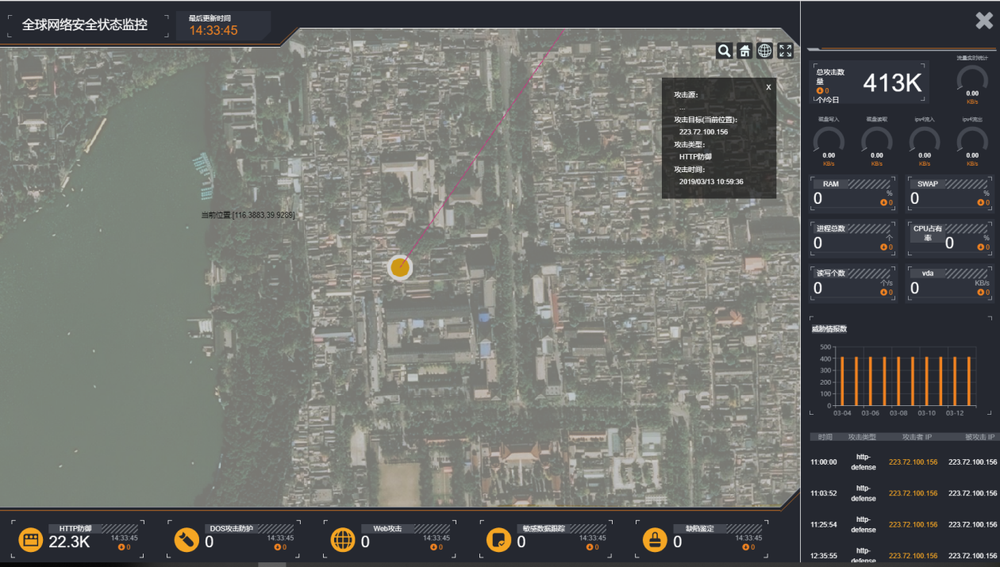 全球网络安全状态监控
最后更新时间
14:33:45
当前位置:[116.3883,39.9289]
x
攻击源:
...
攻击目标(当前位置):
223.72.100.156
攻击类型:
HTTP防御
攻击时间:
2019/03/13 10:59:36
总攻击数量
0
个/今日
413K
流量实时统计
0.00
KB/s
磁盘写入
磁盘读取
ipv4流入
ipv4流出
0.00
0.00
0.00
0.00
KB/s
KB/s
KB/s
KB/s
RAM
0
%
0
SWAP
0
%
0
进程总数
0
个
0
CPU占有率
0
%
0
读写个数
0
个/s
0
vda
0
KB/s
0
威胁情报数
500
400
300
200
100
0
03-04 03-06 03-08 03-10 03-12
时间 攻击类型 攻击者 IP 被攻击 IP
11:00:00 http-defense 223.72.100.156 223.72.100.156
11:03:52 http-defense 223.72.100.156 223.72.100.156
11:25:54 http-defense 223.72.100.156 223.72.100.156
12:35:55 http-defense 223.72.100.156 223.72.100.156
HTTP防御
22.3K
14:33:45
0
DOS攻击防护
0
14:33:45
0
Web攻击
0
14:33:45
0
敏感数据跟踪
0
14:33:45
0
缺陷鉴定
0
14:33:45
0